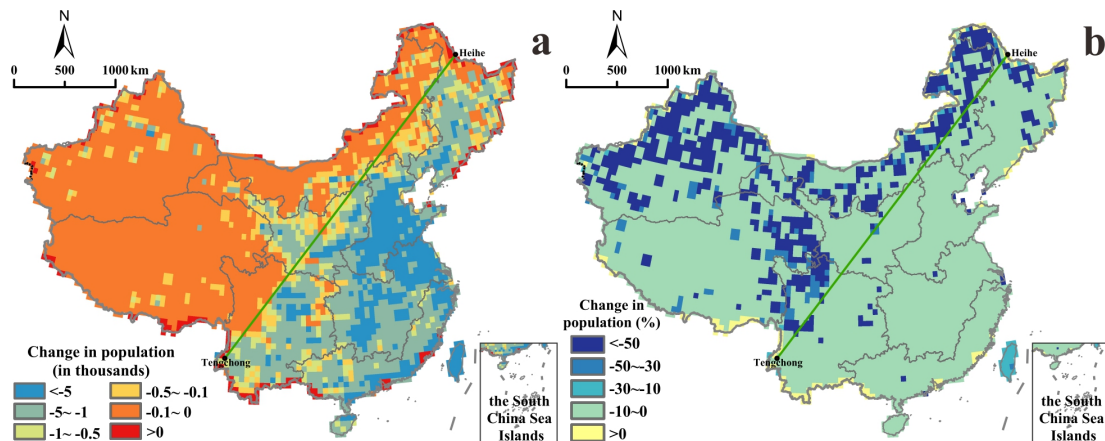 N
a
0 500 1000 km
Heihe
Tengchong
Change in population
(in thousands)
<-5
-5~ -1
-1~ -0.5
-0.5~ -0.1
-0.1~ 0
>0
the South
China Sea
Islands
N
b
0 500 1000 km
Heihe
Tengchong
Change in
population (%)
<-50
-50~-30
-30~-10
-10~0
>0
the South
China Sea
Islands